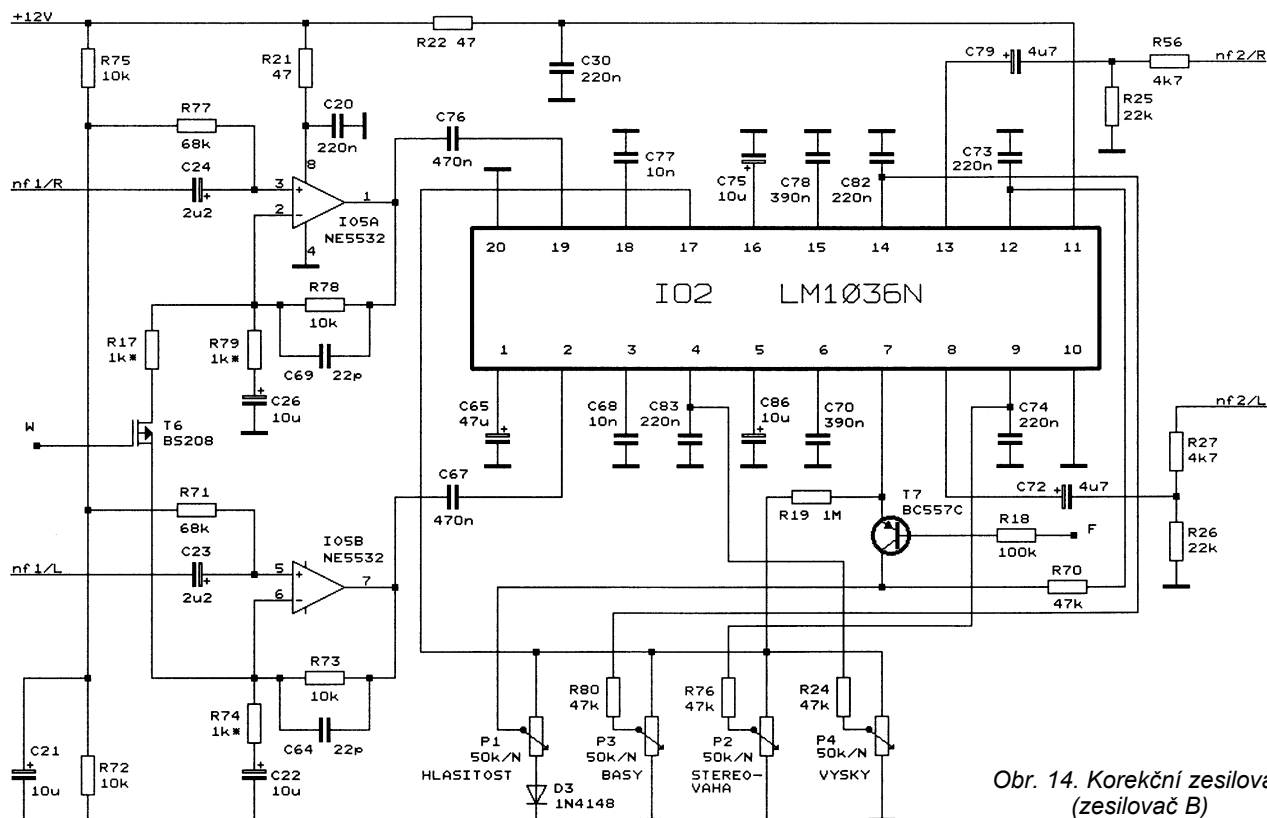 +12V
R75
10k
R21
47
R22 47
C30
220n
C79
+
4u7
R56
4k7
nf2/R
R25
22k
R77
68k
C20
220n
C76
470n
C24
+
2u2
nf1/R
8
3
+
2
-
1
4
IO5A
NE5532
C77
10n
C75
10u
+
C78
390n
C82
220n
C73
220n
20
19
18
17
16
15
14
13
12
11
IO2 LM1036N
1
2
3
4
5
6
7
8
9
10
R78
10k
C69
22p
R17
1k*
R79
1k*
C26
10u
+
W
T6
BS208
C65
47u
+
C68
10n
C83
220n
C86
10u
+
C70
390n
C74
220n
nf2/L
R27
4k7
C72
+
4u7
R26
22k
R71
68k
C67
470n
R19 1M
T7
BC557C
R18
100k
F
nf1/L
C23
+
2u2
IO5B
NE5532
5
+
6
-
7
R70
47k
R73
10k
C64
22p
R74
1k*
C22
10u
+
C21
10u
+
R72
10k
R80
47k
R76
47k
R24
47k
P1
50k/N
HLASITOST
D3
1N4148
P3
50k/N
BASY
P2
50k/N
STEREO-
VAHA
P4
50k/N
VYSKY
Obr. 14. Korekční zesilova
(zesilovač B)